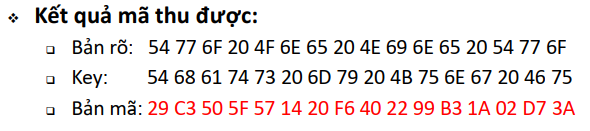 ❖ Kết quả mã thu được:
❑ Bản rõ: 54 77 6F 20 4F 6E 65 20 4E 69 6E 65 20 54 77 6F
❑ Key: 54 68 61 74 73 20 6D 79 20 4B 75 6E 67 20 46 75
❑ Bản mã: 29 C3 50 5F 57 14 20 F6 40 22 99 B3 1A 02 D7 3A